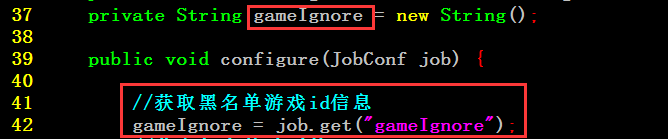 37 private String gameIgnore = new String();
38
39 public void configure(JobConf job) {
40
41 //获取黑名单游戏id信息
42 gameIgnore = job.get("gameIgnore");